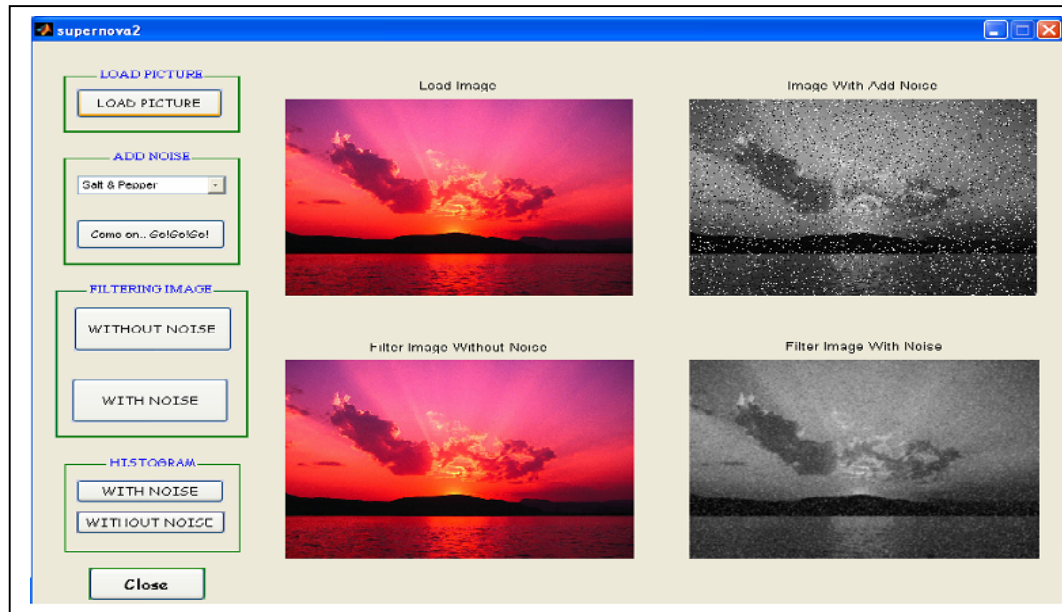 supernova2
LOAD PICTURE
LOAD PICTURE
ADD NOISE
Salt & Pepper
Come on.. Go!Go!Go!
FILTERING IMAGE
WITHOUT NOISE
WITH NOISE
HISTOGRAM
WITH NOISE
WITHOUT NOISE
Close
Load Image
Image With Add Noise
Filter Image Without Noise
Filter Image With Noise